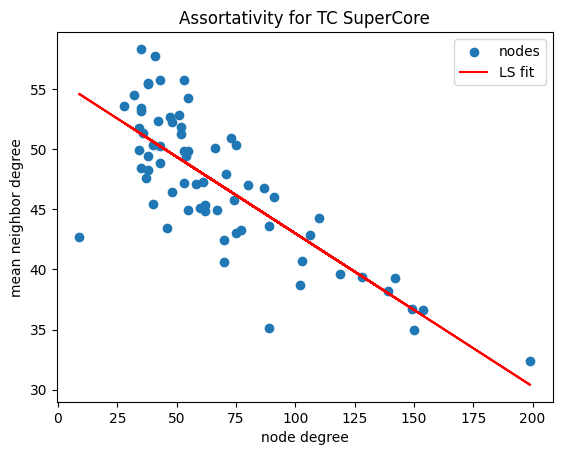 Assortativity for TC SuperCore
nodes
LS fit
mean neighbor degree
55
50
45
40
35
30
0 25 50 75 100 125 150 175 200
node degree